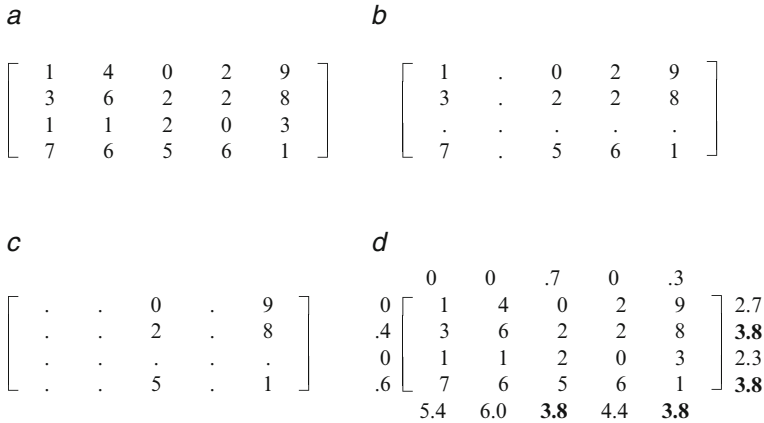 a
1 4 0 2 9
3 6 2 2 8
1 1 2 0 3
7 6 5 6 1
b
1 . 0 2 9
3 . 2 2 8
. . . . .
7 . 5 6 1
c
. . 0 . 9
. . 2 . 8
. . . . .
. . 5 . 1
d
0 0 .7 0 .3
0 1 4 0 2 9 2.7
.4 3 6 2 2 8 3.8
0 1 1 2 0 3 2.3
.6 7 6 5 6 1 3.8
5.4 6.0 3.8 4.4 3.8